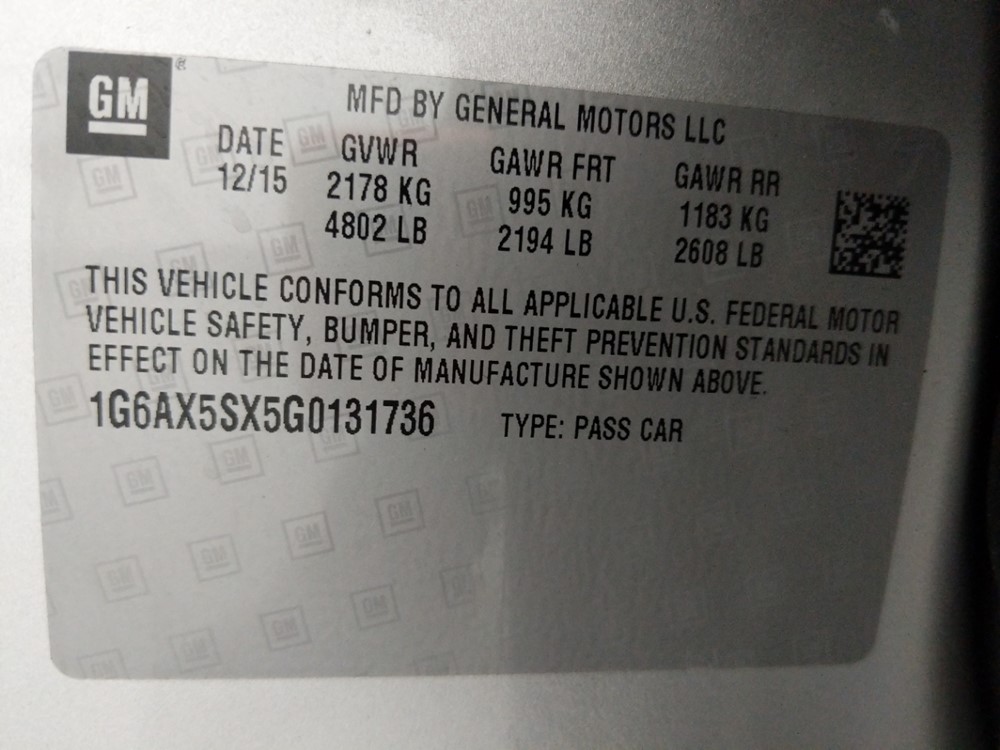 GM ®
MFD BY GENERAL MOTORS LLC
DATE GVWR GAWR FRT GAWR RR
12/15 2178 KG 995 KG 1183 KG
4802 LB 2194 LB 2608 LB
THIS VEHICLE CONFORMS TO ALL APPLICABLE U.S. FEDERAL MOTOR
VEHICLE SAFETY, BUMPER, AND THEFT PREVENTION STANDARDS IN
EFFECT ON THE DATE OF MANUFACTURE SHOWN ABOVE.
1G6AX5SX5G0131736 TYPE: PASS CAR